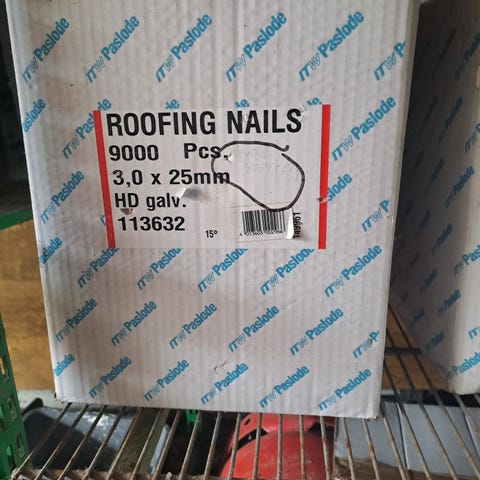 ITW Paslode
ROOFING NAILS
9000 Pcs.
3,0 x 25mm
HD galv.
113632
15°